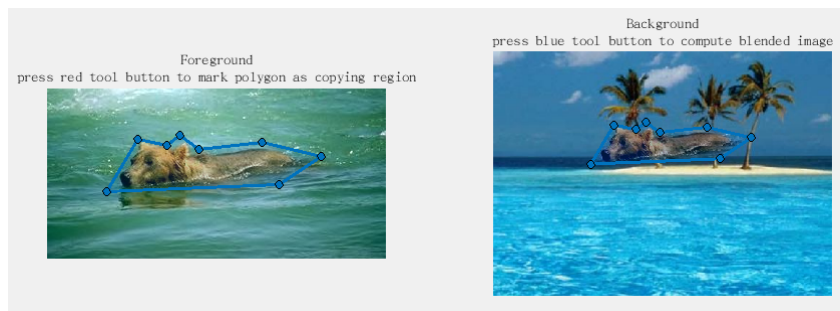 Foreground
press red tool button to mark polygon as copying region
Background
press blue tool button to compute blended image